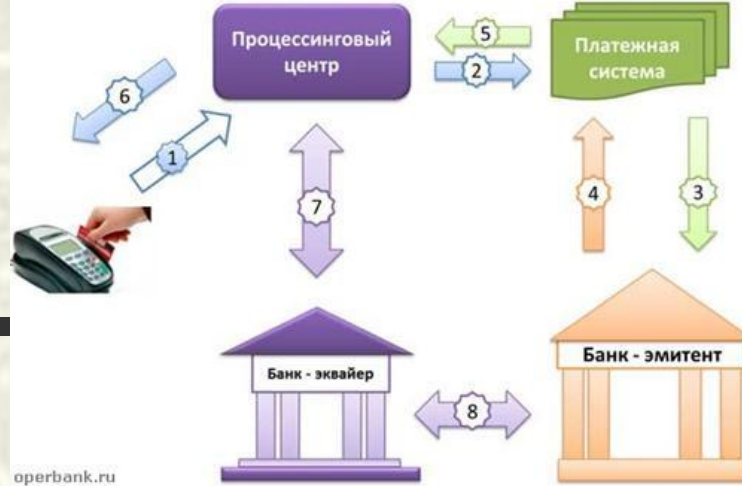 Процессинговый
центр
5
2
Платежная
система
6
1
7
4
3
Банк - эквайер
8
Банк - эмитент
operbank.ru